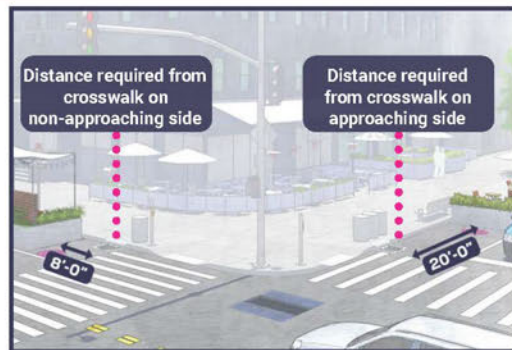 Distance required from
crosswalk on
non-approaching side
Distance required
from crosswalk on
approaching side
8'-0"
20'-0"